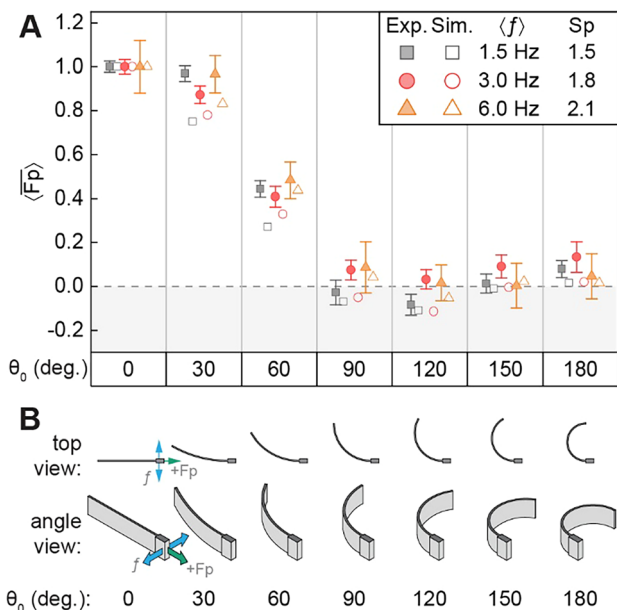 A
Exp. Sim. ⟨f⟩ Sp
1.5 Hz 1.5
3.0 Hz 1.8
6.0 Hz 2.1
⟨F̅p̅⟩
1.2
1.0
0.8
0.6
0.4
0.2
0.0
-0.2
θ₀ (deg.) 0 30 60 90 120 150 180
B
top view:
f +Fp
angle view:
f +Fp
θ₀ (deg.): 0 30 60 90 120 150 180